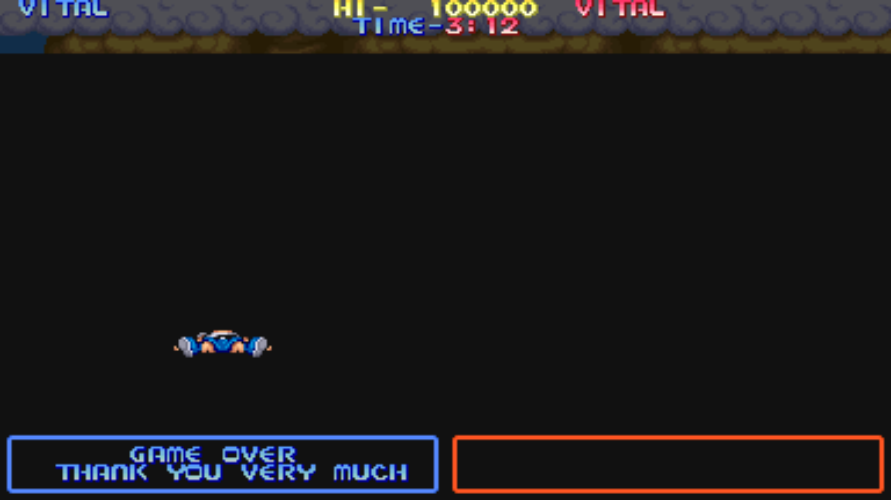 VITAL HI- 100000 VITAL
TIME-3:12
GAME OVER
THANK YOU VERY MUCH